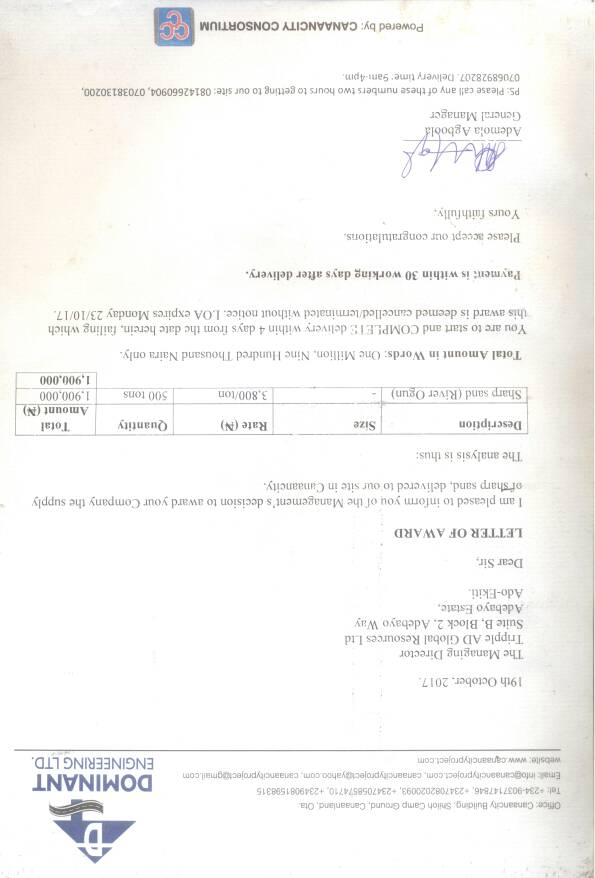 Office: Canaancity Building, Shiloh Camp Ground, Canaanland, Ota.
Tel: +234-9037147846, +2347082020093, +2347058574710, +2349081598315
Email: info@canaancityproject.com, canaancityproject@yahoo.com, canaancityproject@gmail.com
website: www.canaancityproject.com
D
DOMINANT
ENGINEERING LTD.
19th October, 2017.
The Managing Director
Tripple AD Global Resources Ltd
Suite B, Block 2, Adebayo Way
Adebayo Estate,
Ado-Ekiti.
Dear Sir,
LETTER OF AWARD
I am pleased to inform you of the Management's decision to award your Company the supply
of sharp sand, delivered to our site in Canaancity.
The analysis is thus:
Description Size Rate (₦) Quantity Total
Amount (₦)
Sharp sand (River Ogun) - 3,800/ton 500 tons 1,900,000
1,900,000
Total Amount in Words: One Million, Nine Hundred Thousand Naira only.
You are to start and COMPLETE delivery within 4 days from the date herein, failing which
this award is deemed cancelled/terminated without notice. LOA expires Monday 23/10/17.
Payment is within 30 working days after delivery.
Please accept our congratulations.
Yours faithfully,
Ademola Agboola
General Manager
PS: Please call any of these numbers two hours to getting to our site: 08142660904, 07038130200,
07068928207. Delivery time: 9am-4pm.
Powered by: CANAANCITY CONSORTIUM
CCC